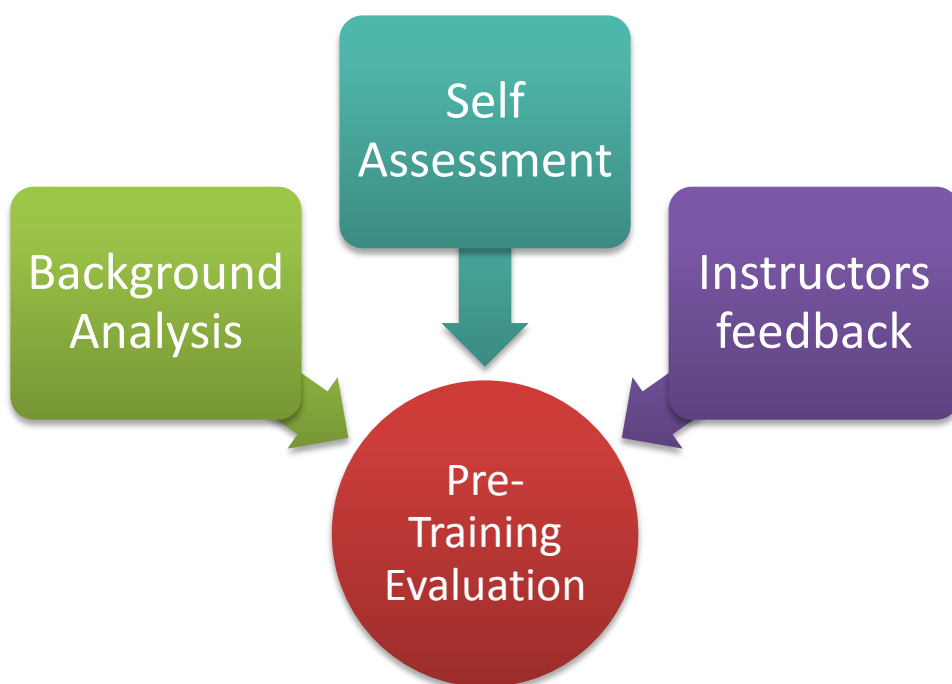 Self
Assessment
Background
Analysis
Instructors
feedback
Pre-
Training
Evaluation